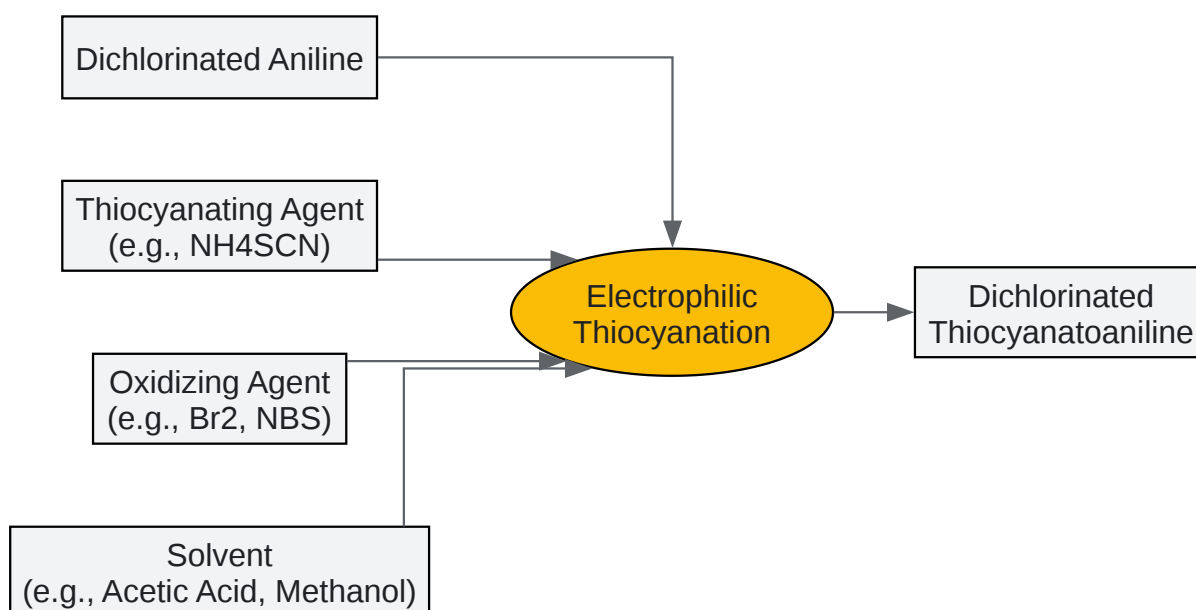 Dichlorinated Aniline
Thiocyanating Agent
(e.g., NH4SCN)
Electrophilic
Thiocyanation
Dichlorinated
Thiocyanatoaniline
Oxidizing Agent
(e.g., Br2, NBS)
Solvent
(e.g., Acetic Acid, Methanol)